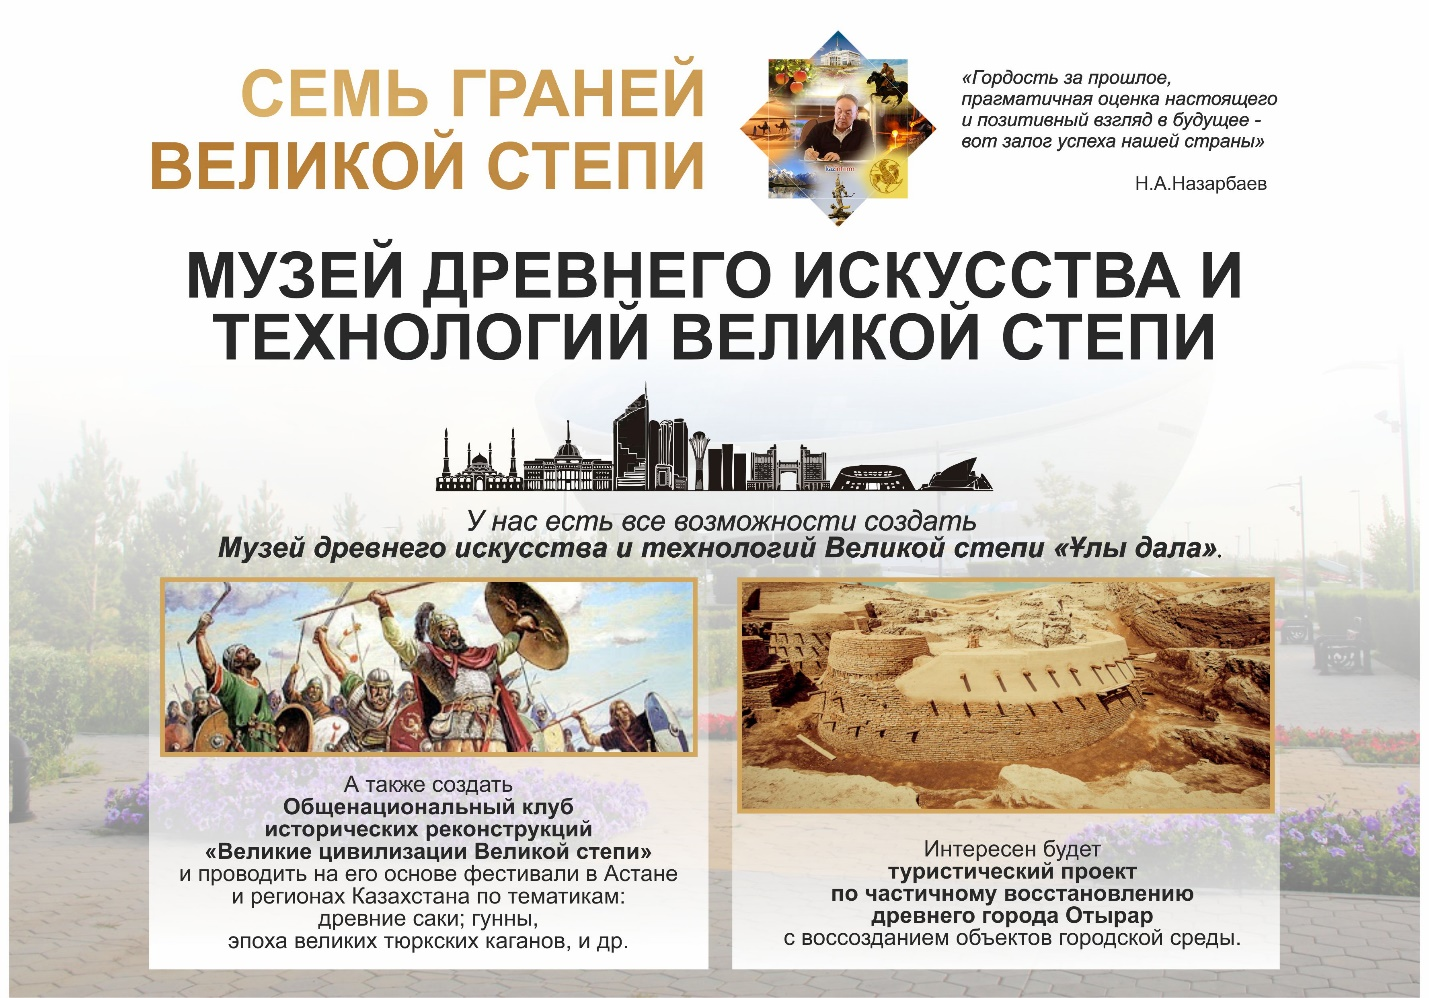 СЕМЬ ГРАНЕЙ
ВЕЛИКОЙ СТЕПИ
«Гордость за прошлое,
прагматичная оценка настоящего
и позитивный взгляд в будущее -
вот залог успеха нашей страны»
Н.А.Назарбаев
МУЗЕЙ ДРЕВНЕГО ИСКУССТВА И
ТЕХНОЛОГИЙ ВЕЛИКОЙ СТЕПИ
У нас есть все возможности создать
Музей древнего искусства и технологий Великой степи «Ұлы дала».
А также создать
Общенациональный клуб
исторических реконструкций
«Великие цивилизации Великой степи»
и проводить на его основе фестивали в Астане
и регионах Казахстана по тематикам:
древние саки; гунны,
эпоха великих тюркских каганов, и др.
Интересен будет
туристический проект
по частичному восстановлению
древнего города Отырар
с воссозданием объектов городской среды.